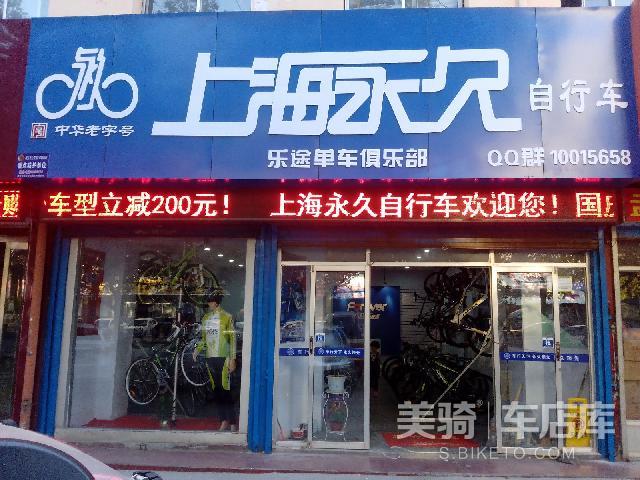 上海永久 自行车
中华老字号
乐途单车俱乐部 QQ群 10015658
车型立减200元！ 上海永久自行车欢迎您！国
Forever
美骑 车店库
S.BIKETO.COM